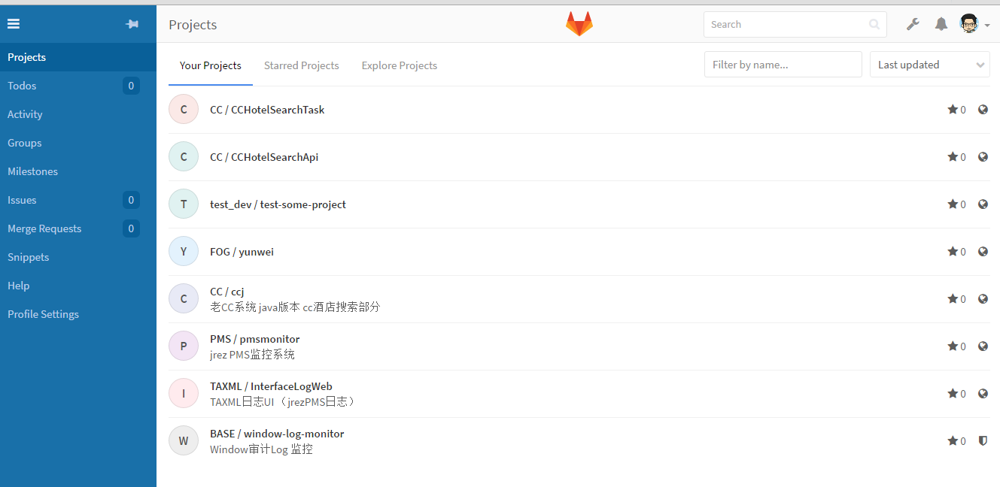 Projects
Search
Projects
Todos 0
Activity
Groups
Milestones
Issues 0
Merge Requests 0
Snippets
Help
Profile Settings
Your Projects Starred Projects Explore Projects
Filter by name...
Last updated
C CC / CCHotelSearchTask 0
C CC / CCHotelSearchApi 0
T test_dev / test-some-project 0
Y FOG / yunwei 0
C CC / ccj 0
老CC系统 java版本 cc酒店搜索部分
P PMS / pmsmonitor 0
jrez PMS监控系统
I TAXML / InterfaceLogWeb 0
TAXML日志UI （jrezPMS日志）
W BASE / window-log-monitor 0
Window审计Log 监控